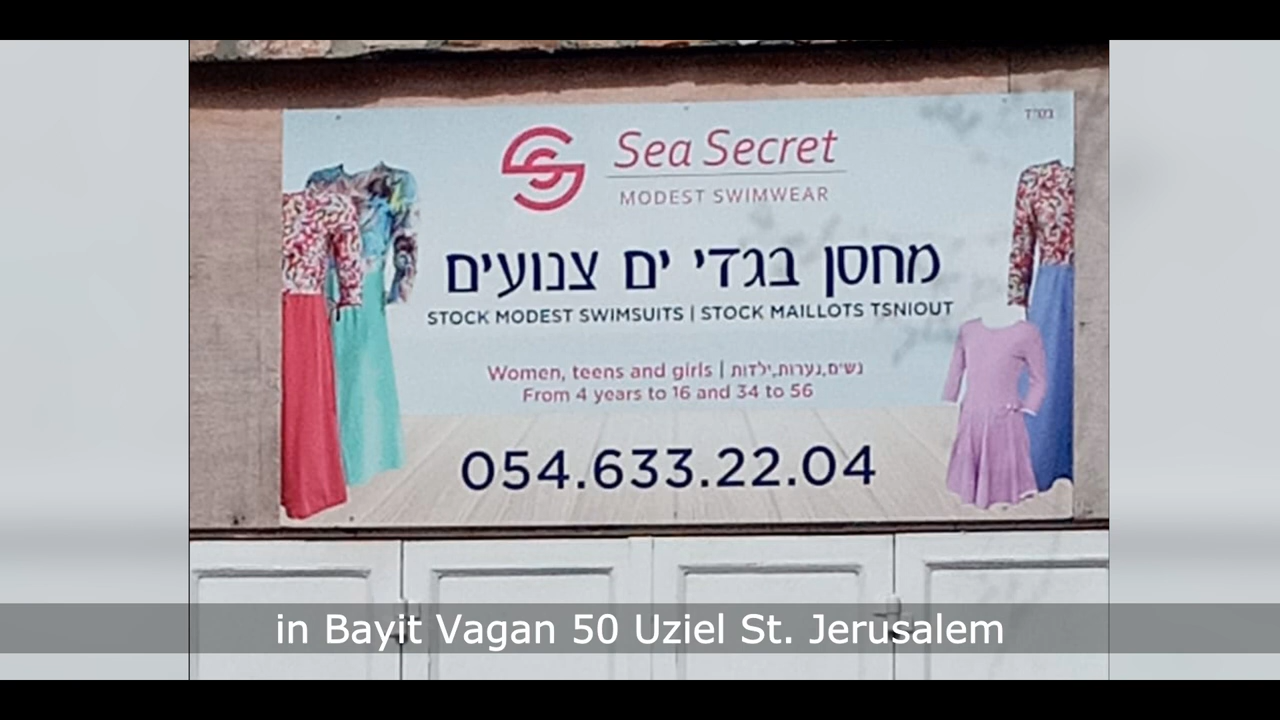 בס״ד
Sea Secret
MODEST SWIMWEAR
מחסן בגדי ים צנועים
STOCK MODEST SWIMSUITS | STOCK MAILLOTS TSNIOUT
Women, teens and girls | נשים,נערות,ילדות
From 4 years to 16 and 34 to 56
054.633.22.04
in Bayit Vagan 50 Uziel St. Jerusalem